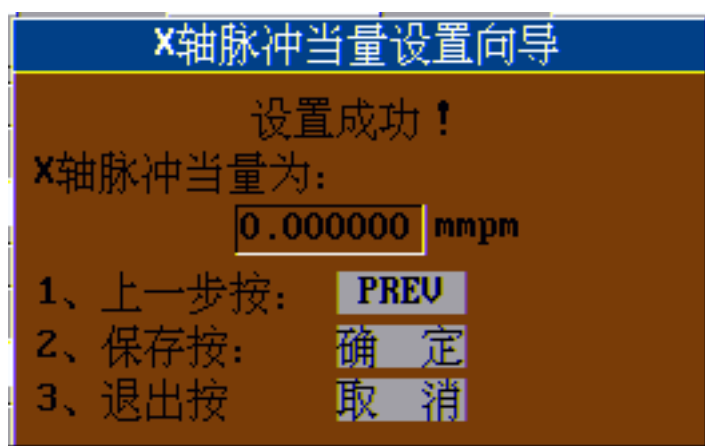 X轴脉冲当量设置向导
设置成功！
X轴脉冲当量为:
0.000000 mmpm
1、上一步按: PREV
2、保存按: 确 定
3、退出按 取 消